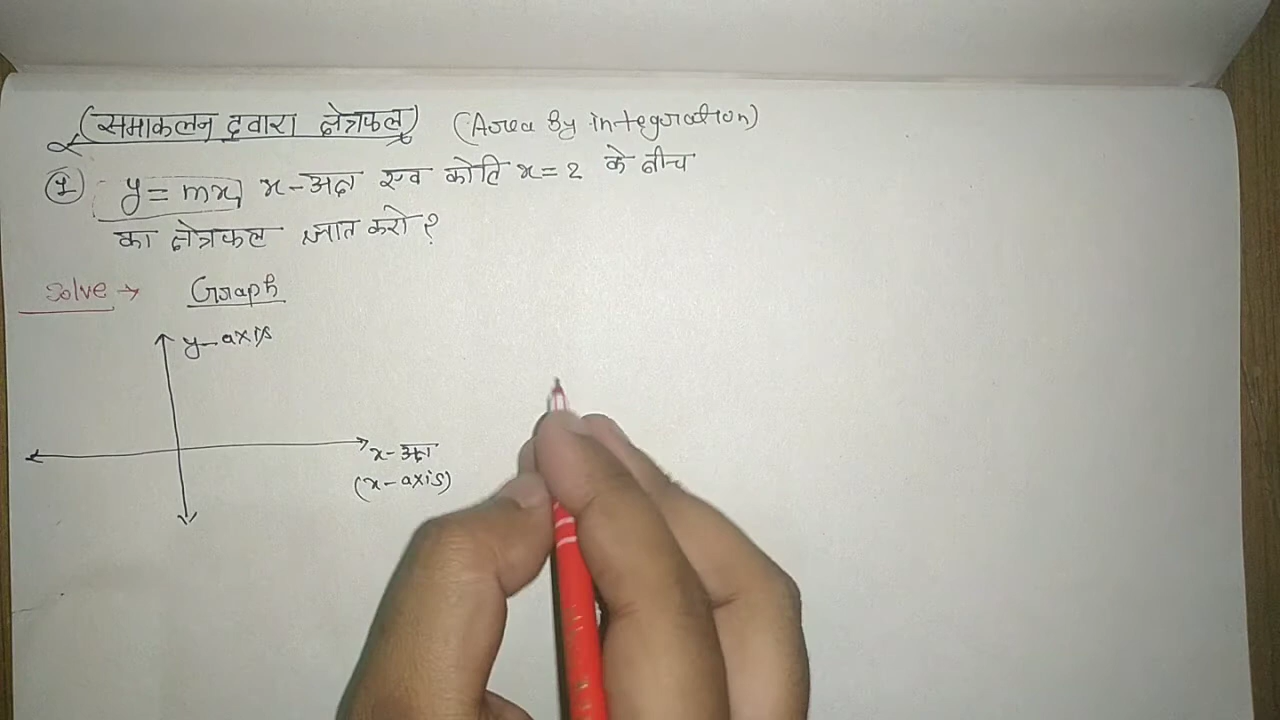 (समाकलन द्वारा क्षेत्रफल) (Area By integration)
① y = mx, x-अक्ष एव कोटि x = 2 के बीच
का क्षेत्रफल ज्ञात करो ?
Solve → Graph
y-axis
x-अक्ष
(x-axis)